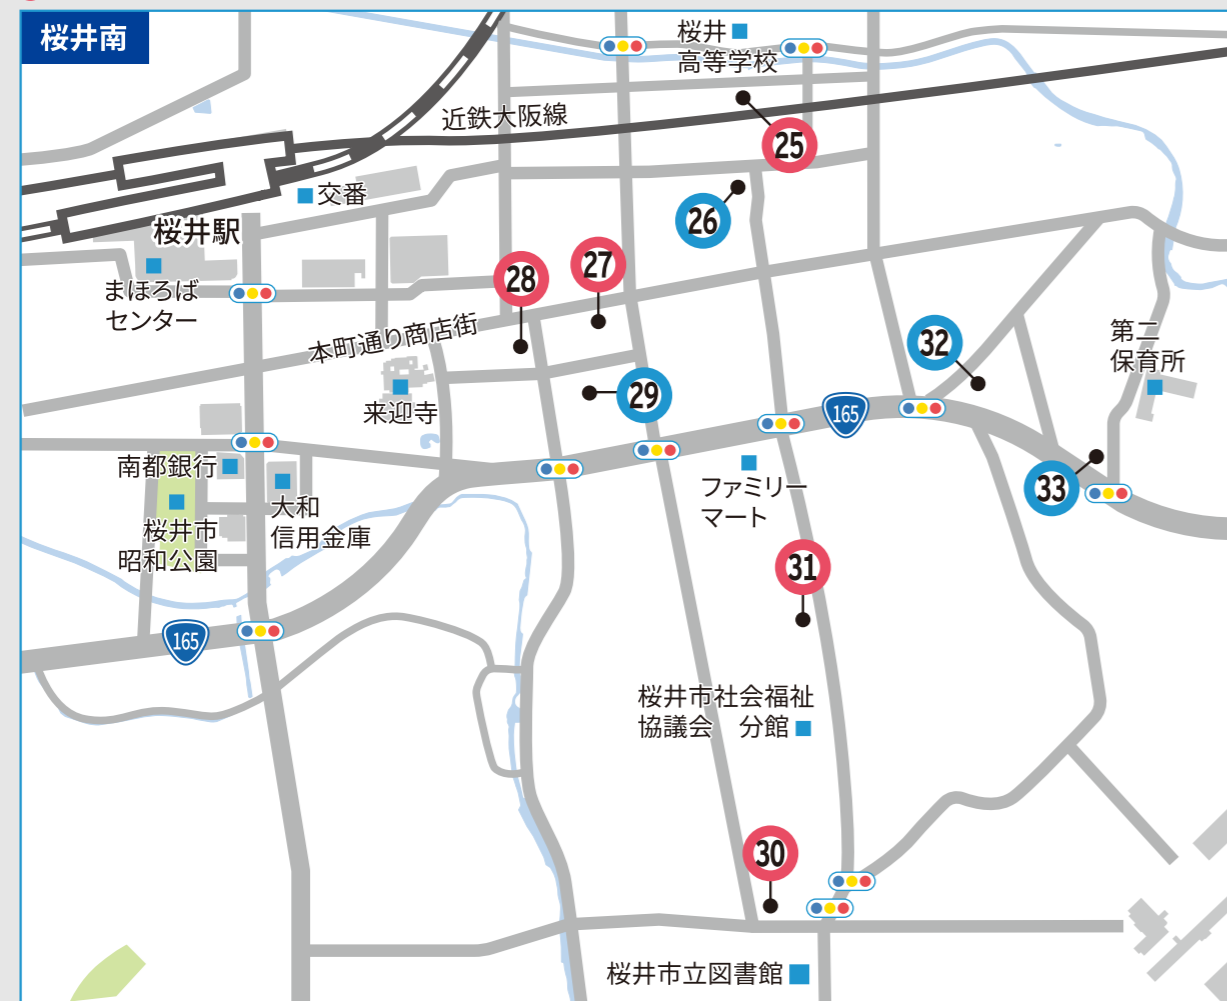 桜井南
桜井
高等学校
近鉄大阪線
25
交番
26
桜井駅
まほろば
センター
28
27
本町通り商店街
32
第二
保育所
来迎寺
29
165
南都銀行
大和
信用金庫
桜井市
昭和公園
ファミリー
マート
33
31
165
桜井市社会福祉
協議会 分館
30
桜井市立図書館